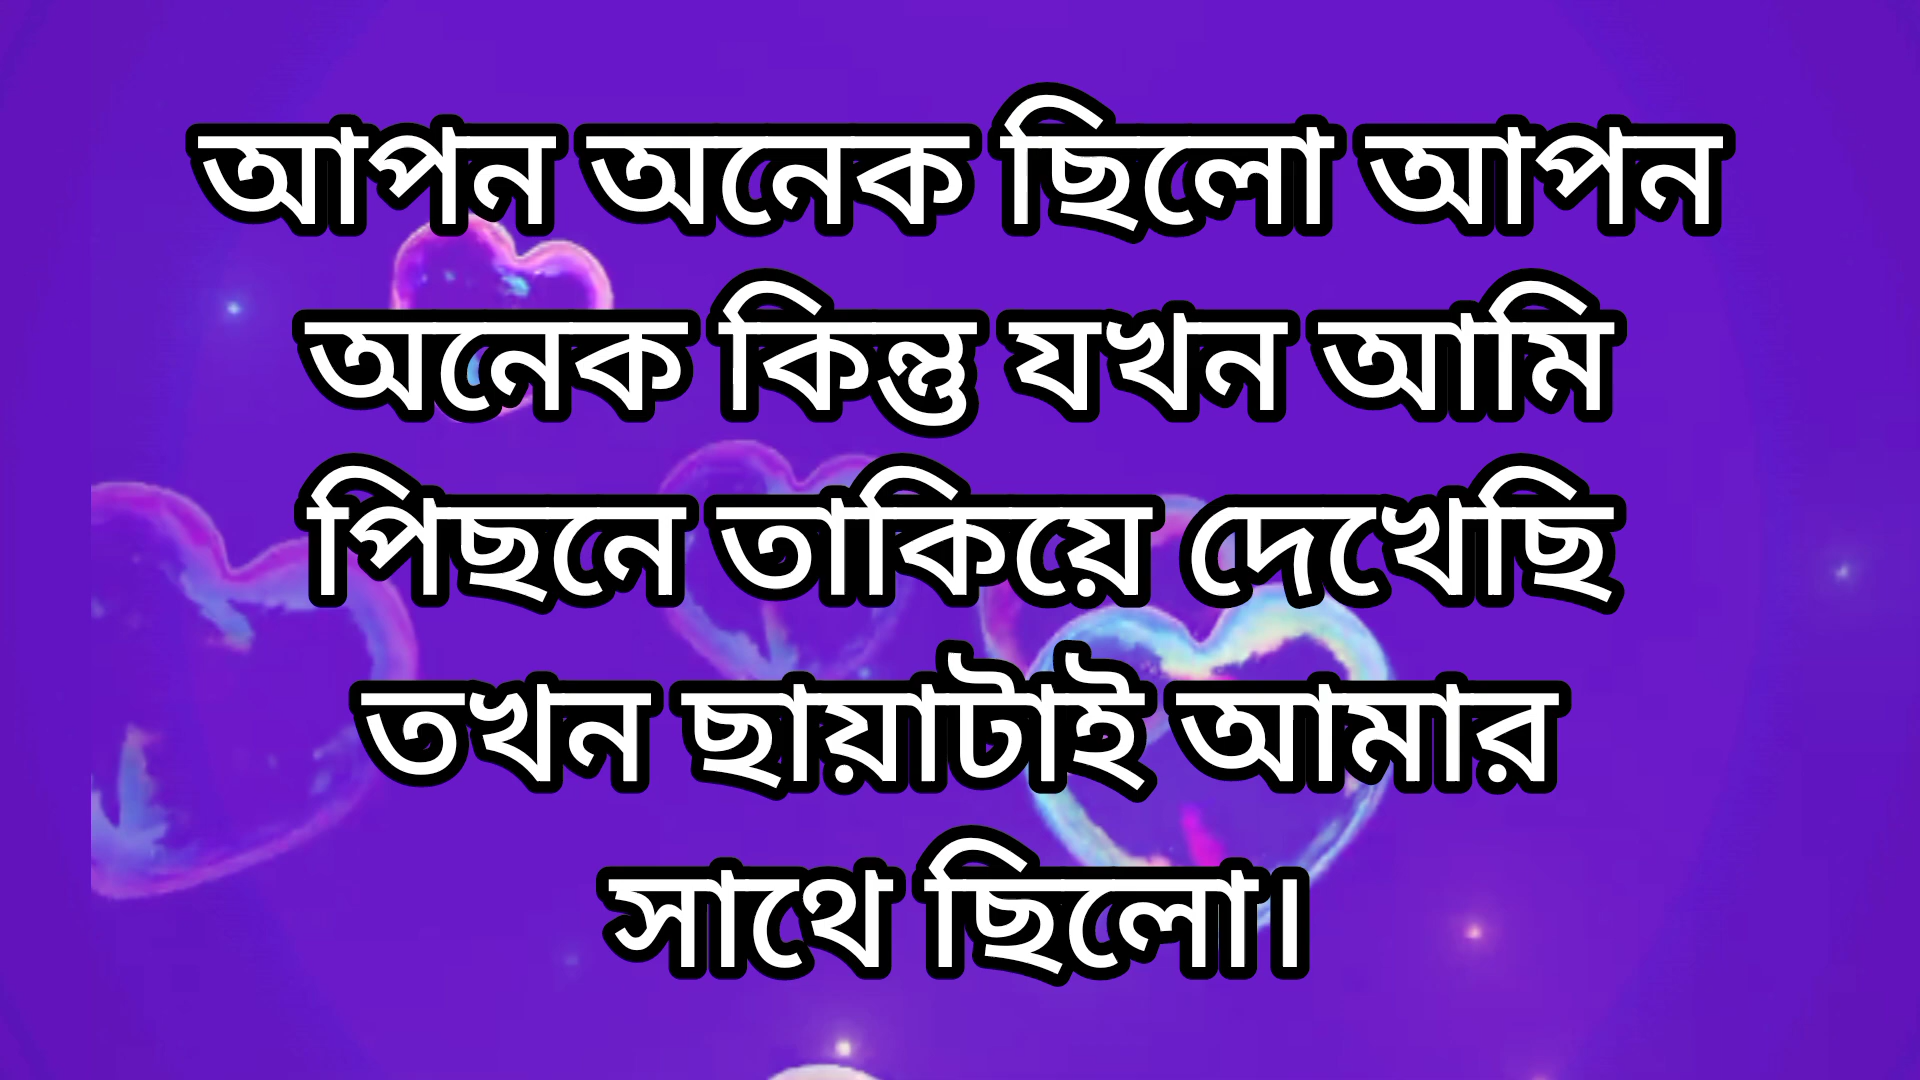 আপন অনেক ছিলো আপন
অনেক কিন্তু যখন আমি
পিছনে তাকিয়ে দেখেছি
তখন ছায়াটাই আমার
সাথে ছিলো।